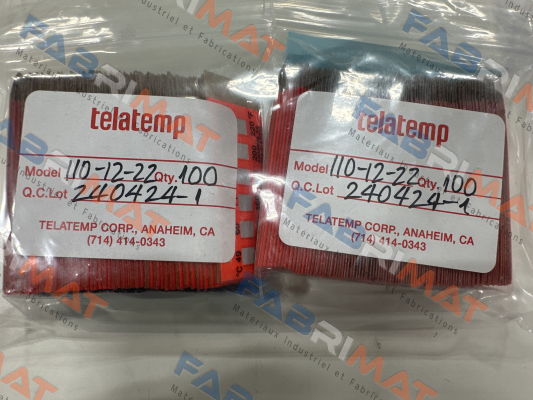 telatemp
Model 110-12-22 Qty. 100
Q.C. Lot 240424-1
TELATEMP CORP., ANAHEIM, CA
(714) 414-0343
telatemp
Model 110-12-22 Qty. 100
Q.C. Lot 240424-1
TELATEMP CORP., ANAHEIM, CA
(714) 414-0343
FABRIMAT
Materiaux Industriel et Fabrications